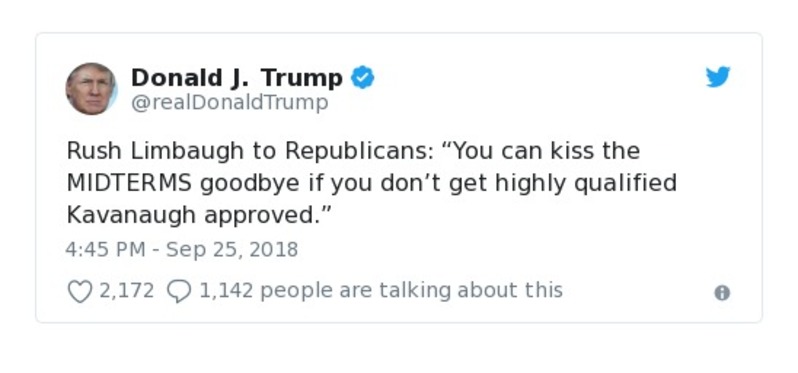 Donald J. Trump
@realDonaldTrump
Rush Limbaugh to Republicans: “You can kiss the
MIDTERMS goodbye if you don’t get highly qualified
Kavanaugh approved.”
4:45 PM - Sep 25, 2018
2,172 1,142 people are talking about this